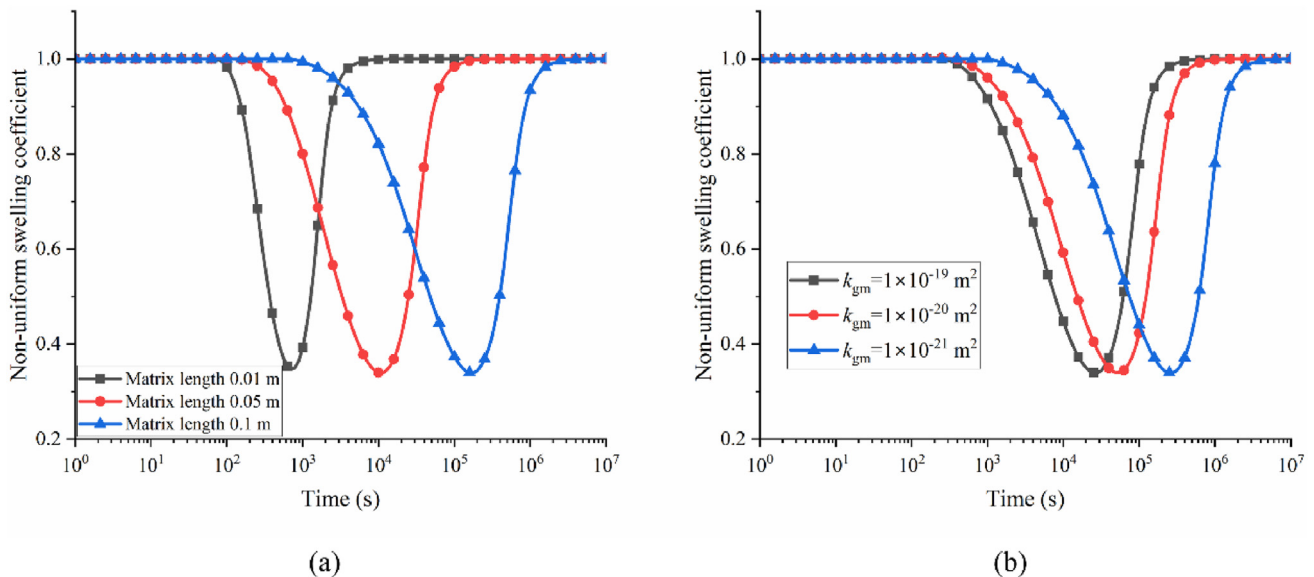 1.0
0.8
0.6
0.4
0.2
Non-uniform swelling coefficient
Matrix length 0.01 m
Matrix length 0.05 m
Matrix length 0.1 m
10⁰ 10¹ 10² 10³ 10⁴ 10⁵ 10⁶ 10⁷
Time (s)
(a)
1.0
0.8
0.6
0.4
0.2
Non-uniform swelling coefficient
k_gm=1×10⁻¹⁹ m²
k_gm=1×10⁻²⁰ m²
k_gm=1×10⁻²¹ m²
10⁰ 10¹ 10² 10³ 10⁴ 10⁵ 10⁶ 10⁷
Time (s)
(b)